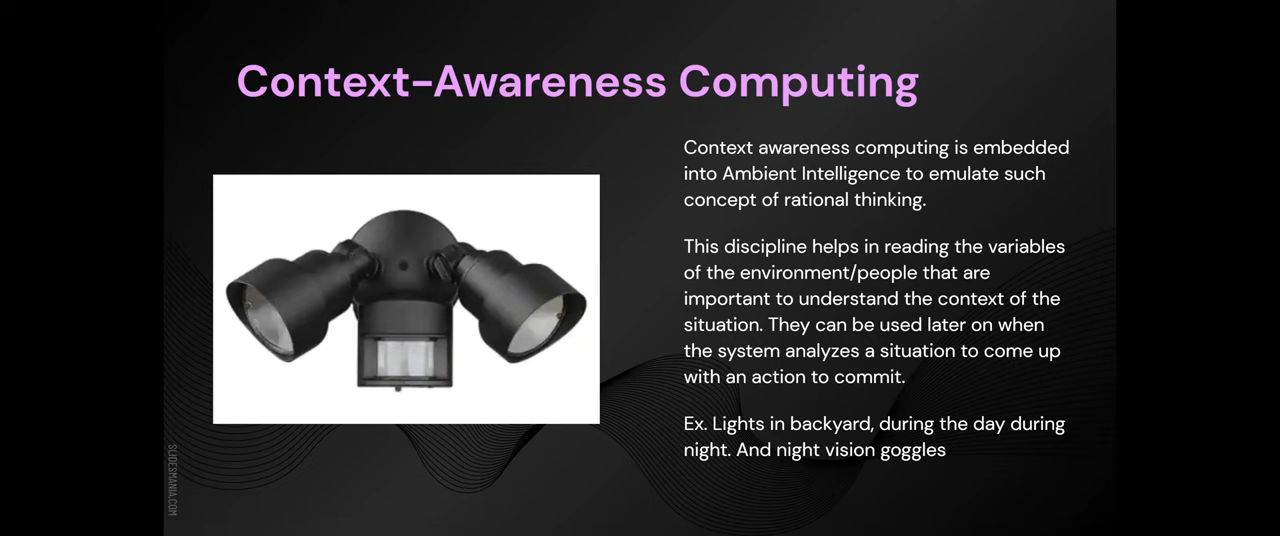 Context-Awareness Computing
Context awareness computing is embedded
into Ambient Intelligence to emulate such
concept of rational thinking.
This discipline helps in reading the variables
of the environment/people that are
important to understand the context of the
situation. They can be used later on when
the system analyzes a situation to come up
with an action to commit.
Ex. Lights in backyard, during the day during
night. And night vision goggles
SLIDESMANIA.COM